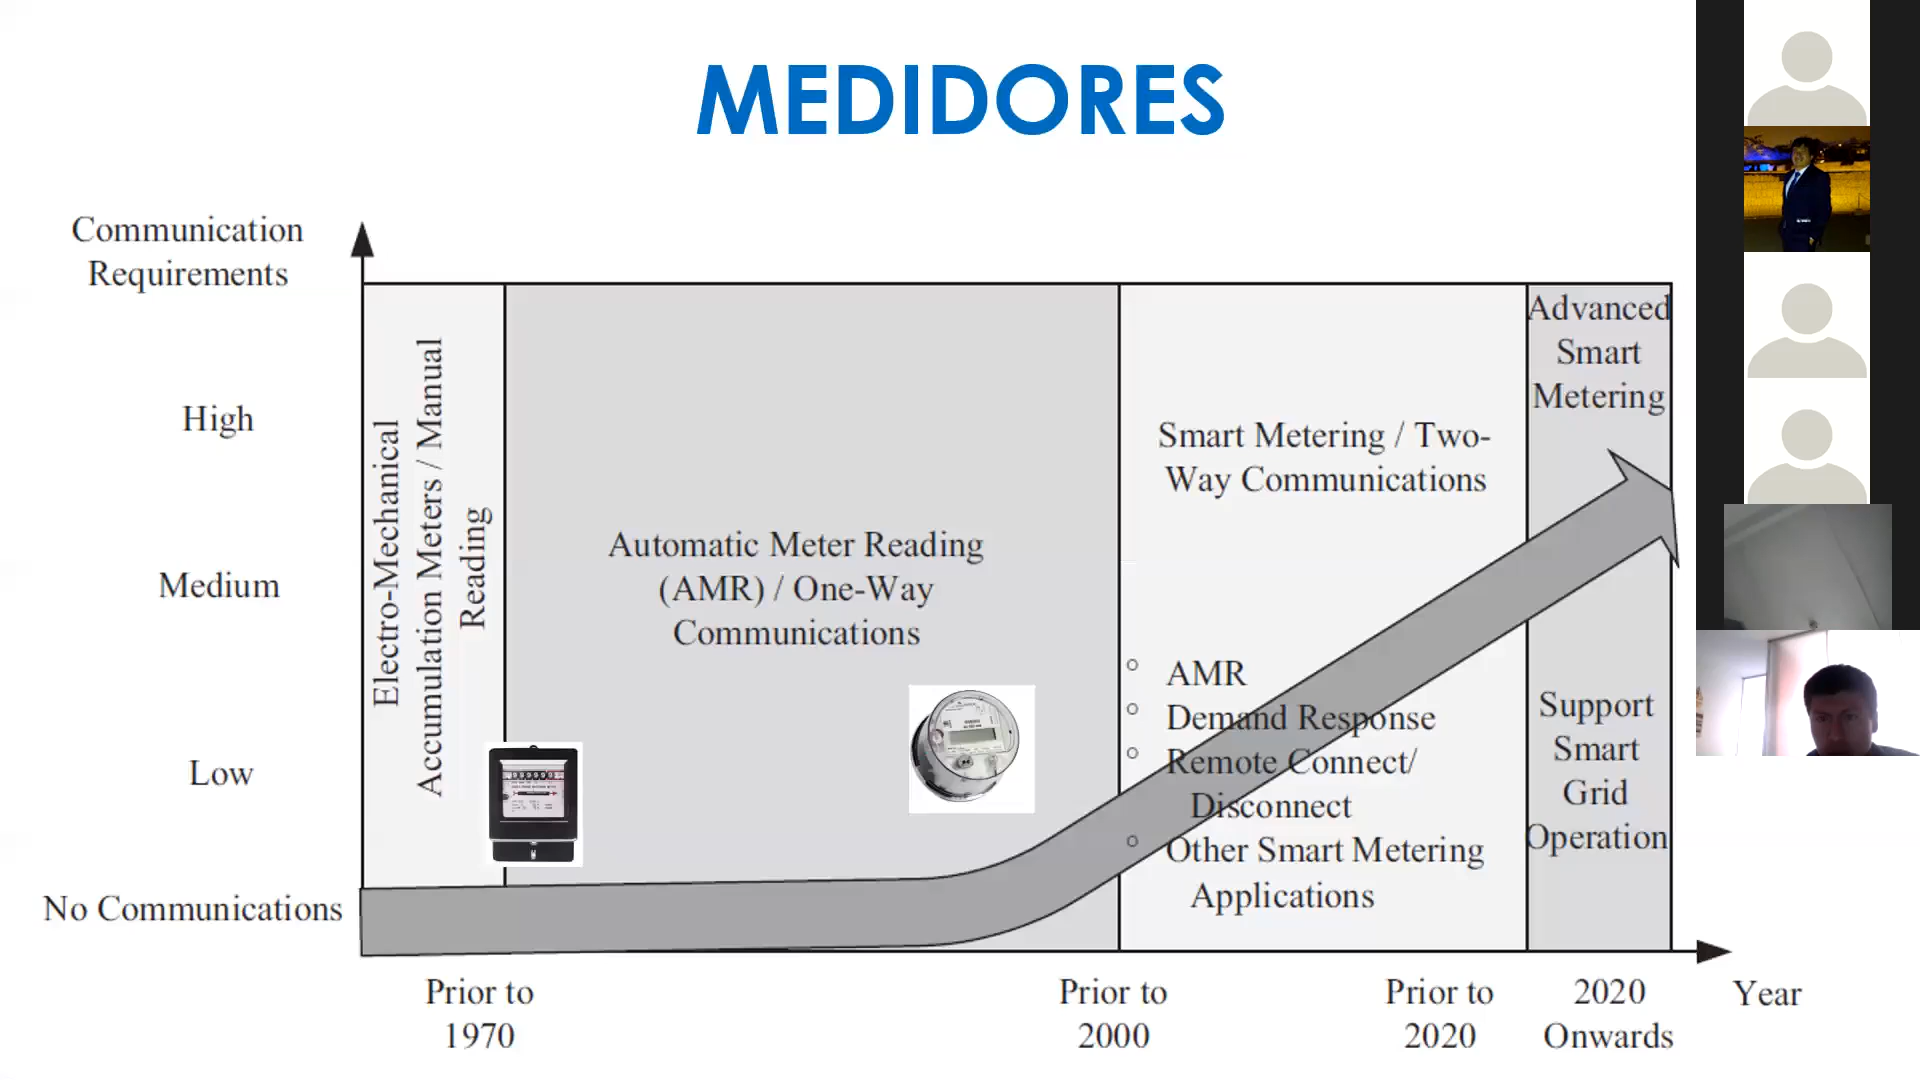 MEDIDORES
Communication
Requirements
High
Medium
Low
No Communications
Electro-Mechanical
Accumulation Meters / Manual
Reading
Automatic Meter Reading
(AMR) / One-Way
Communications
Smart Metering / Two-
Way Communications
AMR
Demand Response
Remote Connect/
Disconnect
Other Smart Metering
Applications
Advanced
Smart
Metering
Support
Smart
Grid
Operation
Prior to
1970
Prior to
2000
Prior to
2020
2020
Onwards
Year